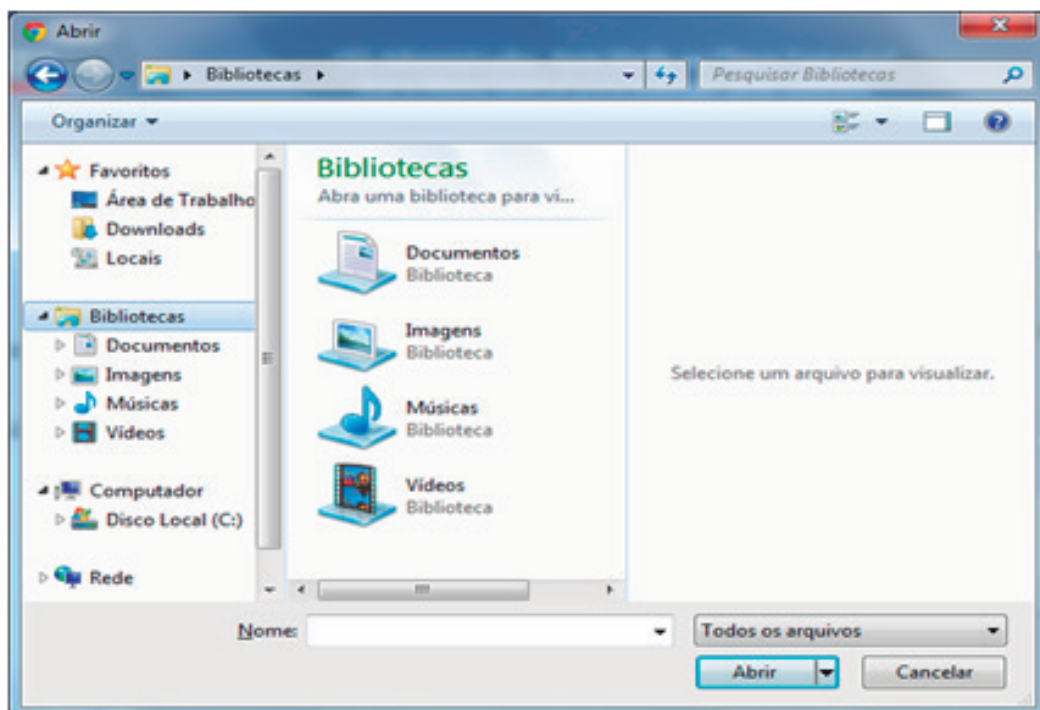 Abrir
Bibliotecas
Pesquisar Bibliotecas
Organizar
Favoritos
Área de Trabalho
Downloads
Locais
Bibliotecas
Documentos
Imagens
Músicas
Vídeos
Computador
Disco Local (C:)
Rede
Bibliotecas
Abra uma biblioteca para vi...
Documentos
Biblioteca
Imagens
Biblioteca
Músicas
Biblioteca
Vídeos
Biblioteca
Selecione um arquivo para visualizar.
Nome:
Todos os arquivos
Abrir
Cancelar